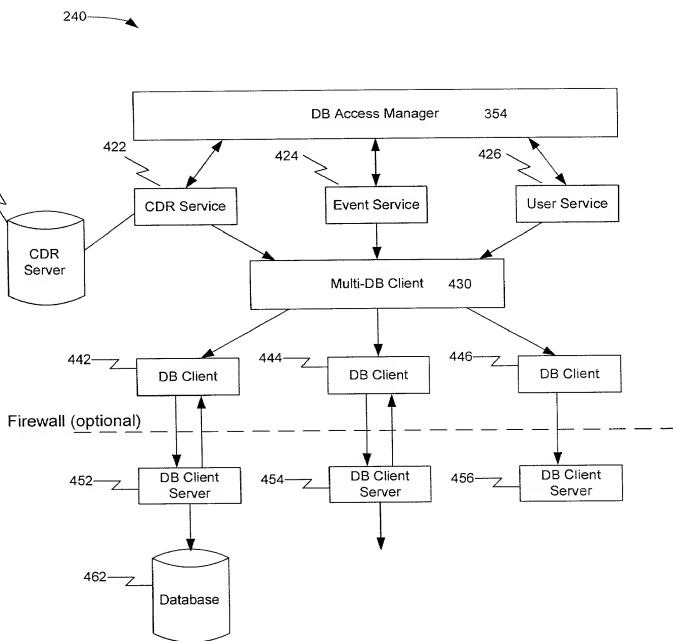 240
DB Access Manager 354
422
424
426
CDR Service
Event Service
User Service
CDR
Server
Multi-DB Client 430
442
444
446
DB Client
DB Client
DB Client
Firewall (optional)
452
DB Client
Server
454
DB Client
Server
456
DB Client
Server
462
Database